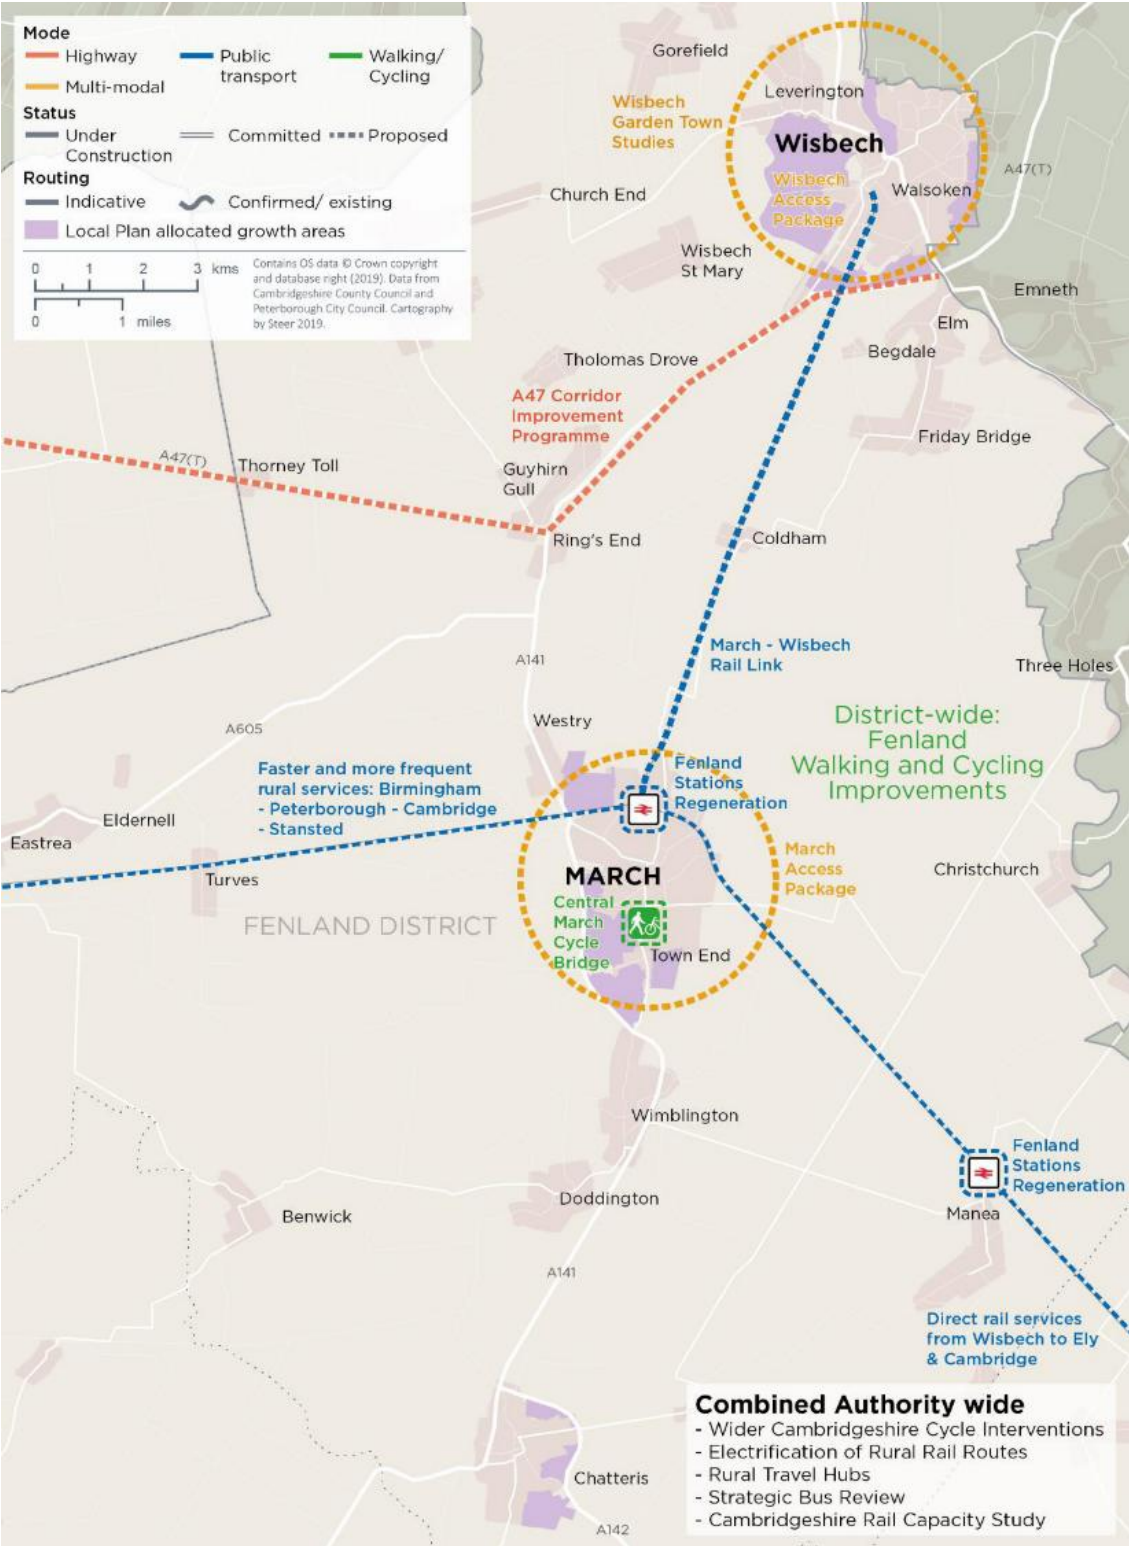 Mode
Highway
Public
transport
Walking/
Cycling
Multi-modal
Status
Under
Construction
Committed
Proposed
Routing
Indicative
Confirmed/ existing
Local Plan allocated growth areas
0 1 2 3 kms
0 1 miles
Contains OS data © Crown copyright
and database right (2019). Data from
Cambridgeshire County Council and
Peterborough City Council. Cartography
by Steer 2019.
Gorefield
Leverington
Wisbech
Garden Town
Studies
Wisbech
Wisbech
Access
Package
Walsoken
A47(T)
Church End
Wisbech
St Mary
Emneth
Elm
Begdale
Tholomas Drove
A47 Corridor
Improvement
Programme
Friday Bridge
A47(T)
Thorney Toll
Guyhirn
Gull
Ring's End
Coldham
March - Wisbech
Rail Link
A141
Three Holes
Westry
A605
District-wide:
Fenland
Walking and Cycling
Improvements
Faster and more frequent
rural services: Birmingham
- Peterborough - Cambridge
- Stansted
Fenland
Stations
Regeneration
Eldernell
Eastrea
Turves
MARCH
March
Access
Package
Christchurch
FENLAND DISTRICT
Central
March
Cycle
Bridge
Town End
Wimblington
Fenland
Stations
Regeneration
Doddington
Benwick
Manea
A141
Direct rail services
from Wisbech to Ely
& Cambridge
Chatteris
A142
Combined Authority wide
- Wider Cambridgeshire Cycle Interventions
- Electrification of Rural Rail Routes
- Rural Travel Hubs
- Strategic Bus Review
- Cambridgeshire Rail Capacity Study